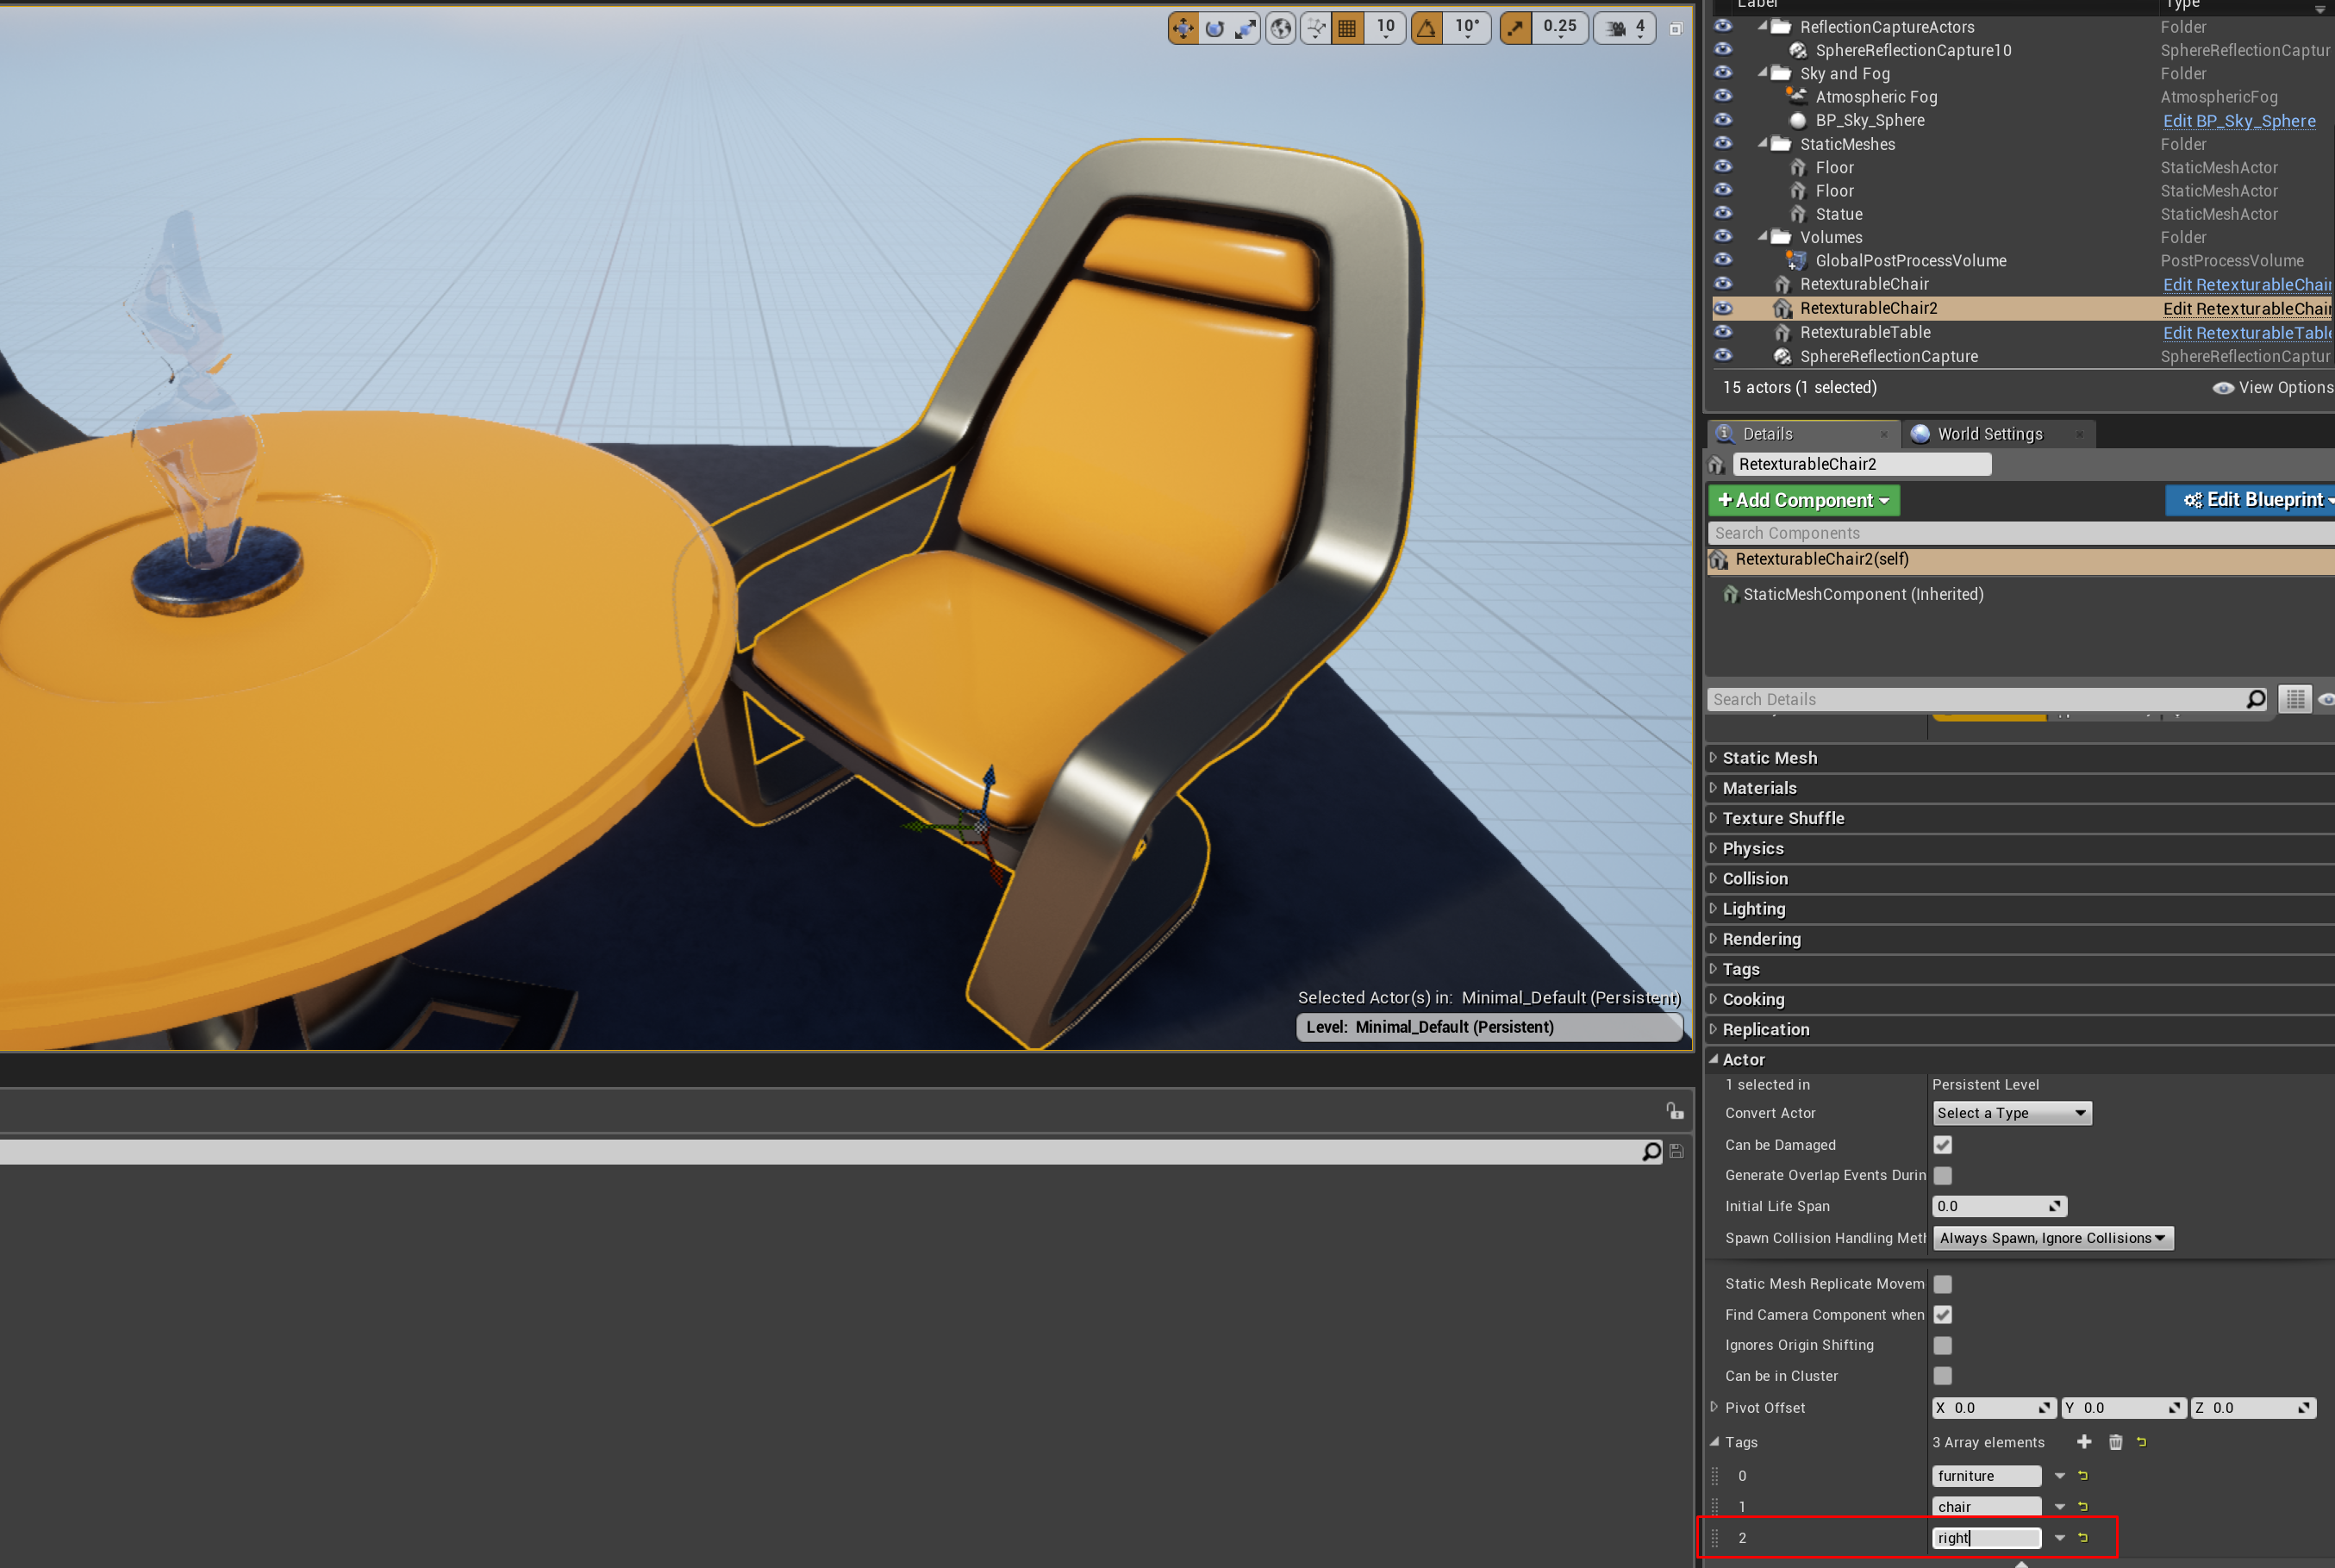 10
10°
0.25
4
Label Type
ReflectionCaptureActors Folder
SphereReflectionCapture10 SphereReflectionCaptur
Sky and Fog Folder
Atmospheric Fog AtmosphericFog
BP_Sky_Sphere Edit BP_Sky_Sphere
StaticMeshes Folder
Floor StaticMeshActor
Floor StaticMeshActor
Statue StaticMeshActor
Volumes Folder
GlobalPostProcessVolume PostProcessVolume
RetexturableChair Edit RetexturableChair
RetexturableChair2 Edit RetexturableChair
RetexturableTable Edit RetexturableTabl
SphereReflectionCapture SphereReflectionCaptur
15 actors (1 selected) View Options
Details World Settings
RetexturableChair2
Add Component Edit Blueprint
Search Components
RetexturableChair2(self)
StaticMeshComponent (Inherited)
Search Details
Static Mesh
Materials
Texture Shuffle
Physics
Collision
Lighting
Rendering
Tags
Cooking
Replication
Actor
1 selected in Persistent Level
Convert Actor Select a Type
Can be Damaged
Generate Overlap Events Durin
Initial Life Span 0.0
Spawn Collision Handling Met Always Spawn, Ignore Collisions
Static Mesh Replicate Movem
Find Camera Component when
Ignores Origin Shifting
Can be in Cluster
Pivot Offset X 0.0 Y 0.0 Z 0.0
Tags 3 Array elements
0 furniture
1 chair
2 right
Selected Actor(s) in: Minimal_Default (Persistent)
Level: Minimal_Default (Persistent)